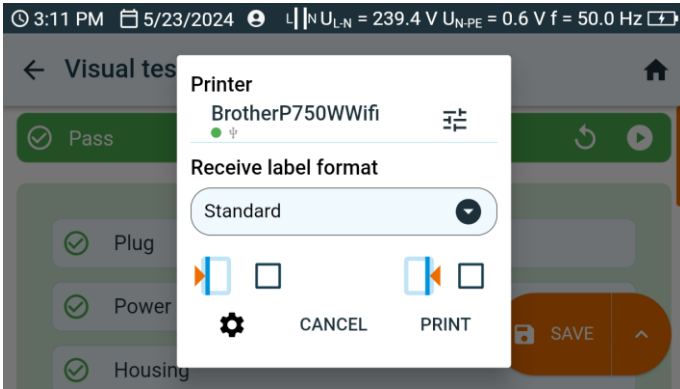 3:11 PM 5/23/2024 L N U L-N = 239.4 V U N-PE = 0.6 V f = 50.0 Hz
Visual tes
Printer
BrotherP750WWifi
Pass
Receive label format
Standard
Plug
Power
CANCEL
PRINT
SAVE
Housing